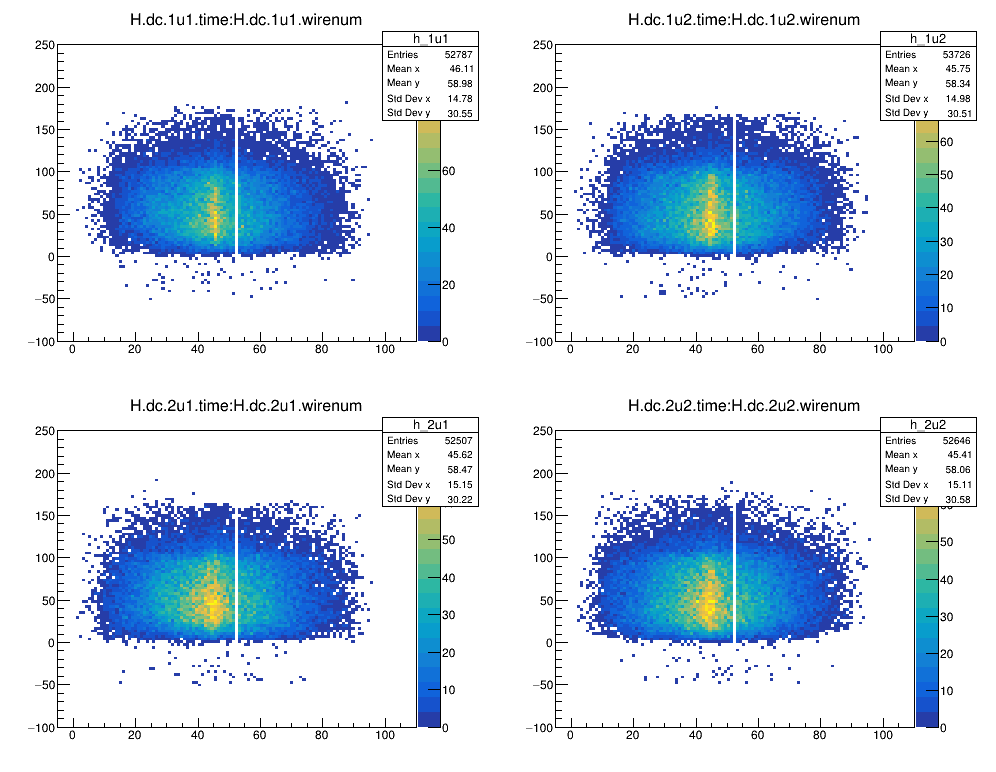 H.dc.1u1.time:H.dc.1u1.wirenum
h_1u1
Entries 52787
Mean x 46.11
Mean y 58.98
Std Dev x 14.78
Std Dev y 30.55
250
200
150
100
50
0
−50
−100
0 20 40 60 80 100
60
40
20
0
H.dc.1u2.time:H.dc.1u2.wirenum
h_1u2
Entries 53726
Mean x 45.75
Mean y 58.34
Std Dev x 14.98
Std Dev y 30.51
250
200
150
100
50
0
−50
−100
0 20 40 60 80 100
60
50
40
30
20
10
0
H.dc.2u1.time:H.dc.2u1.wirenum
h_2u1
Entries 52507
Mean x 45.62
Mean y 58.47
Std Dev x 15.15
Std Dev y 30.22
250
200
150
100
50
0
−50
−100
0 20 40 60 80 100
50
40
30
20
10
0
H.dc.2u2.time:H.dc.2u2.wirenum
h_2u2
Entries 52646
Mean x 45.41
Mean y 58.06
Std Dev x 15.11
Std Dev y 30.58
250
200
150
100
50
0
−50
−100
0 20 40 60 80 100
50
40
30
20
10
0